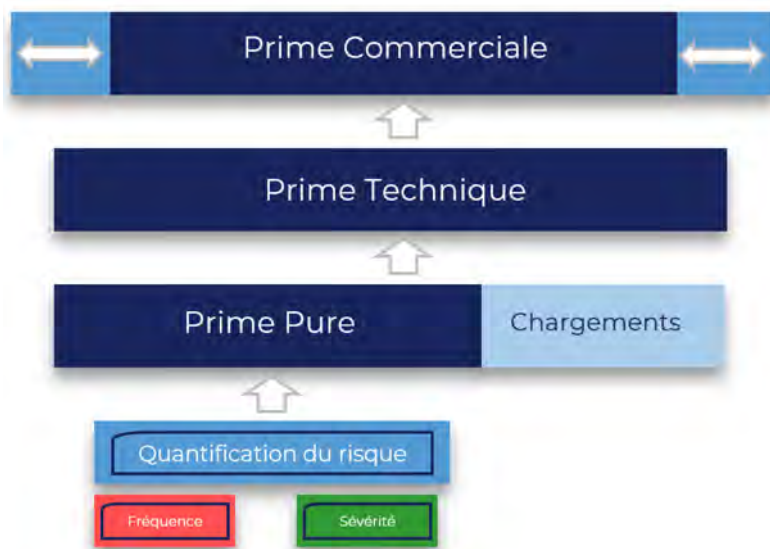 Prime Commerciale
Prime Technique
Prime Pure
Chargements
Quantification du risque
Fréquence
Sévérité